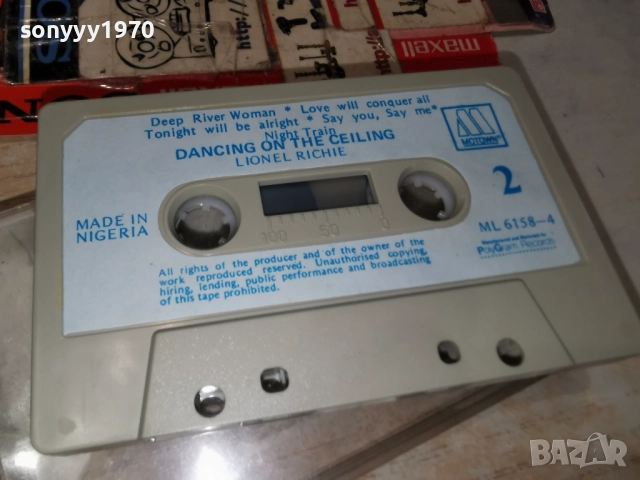 sonyyy1970
maxell
Deep River Woman * Love will conquer all
Tonight will be alright * Say you, Say me *
Night Train
DANCING ON THE CEILING
LIONEL RICHIE
MOTOWN
2
MADE IN
NIGERIA
100 50 0
ML 6158-4
PolyGram Records
All rights of the producer and of the owner of the
work reproduced reserved. Unauthorised copying,
hiring, lending, public performance and broadcasting
of this tape prohibited.
BAZAR